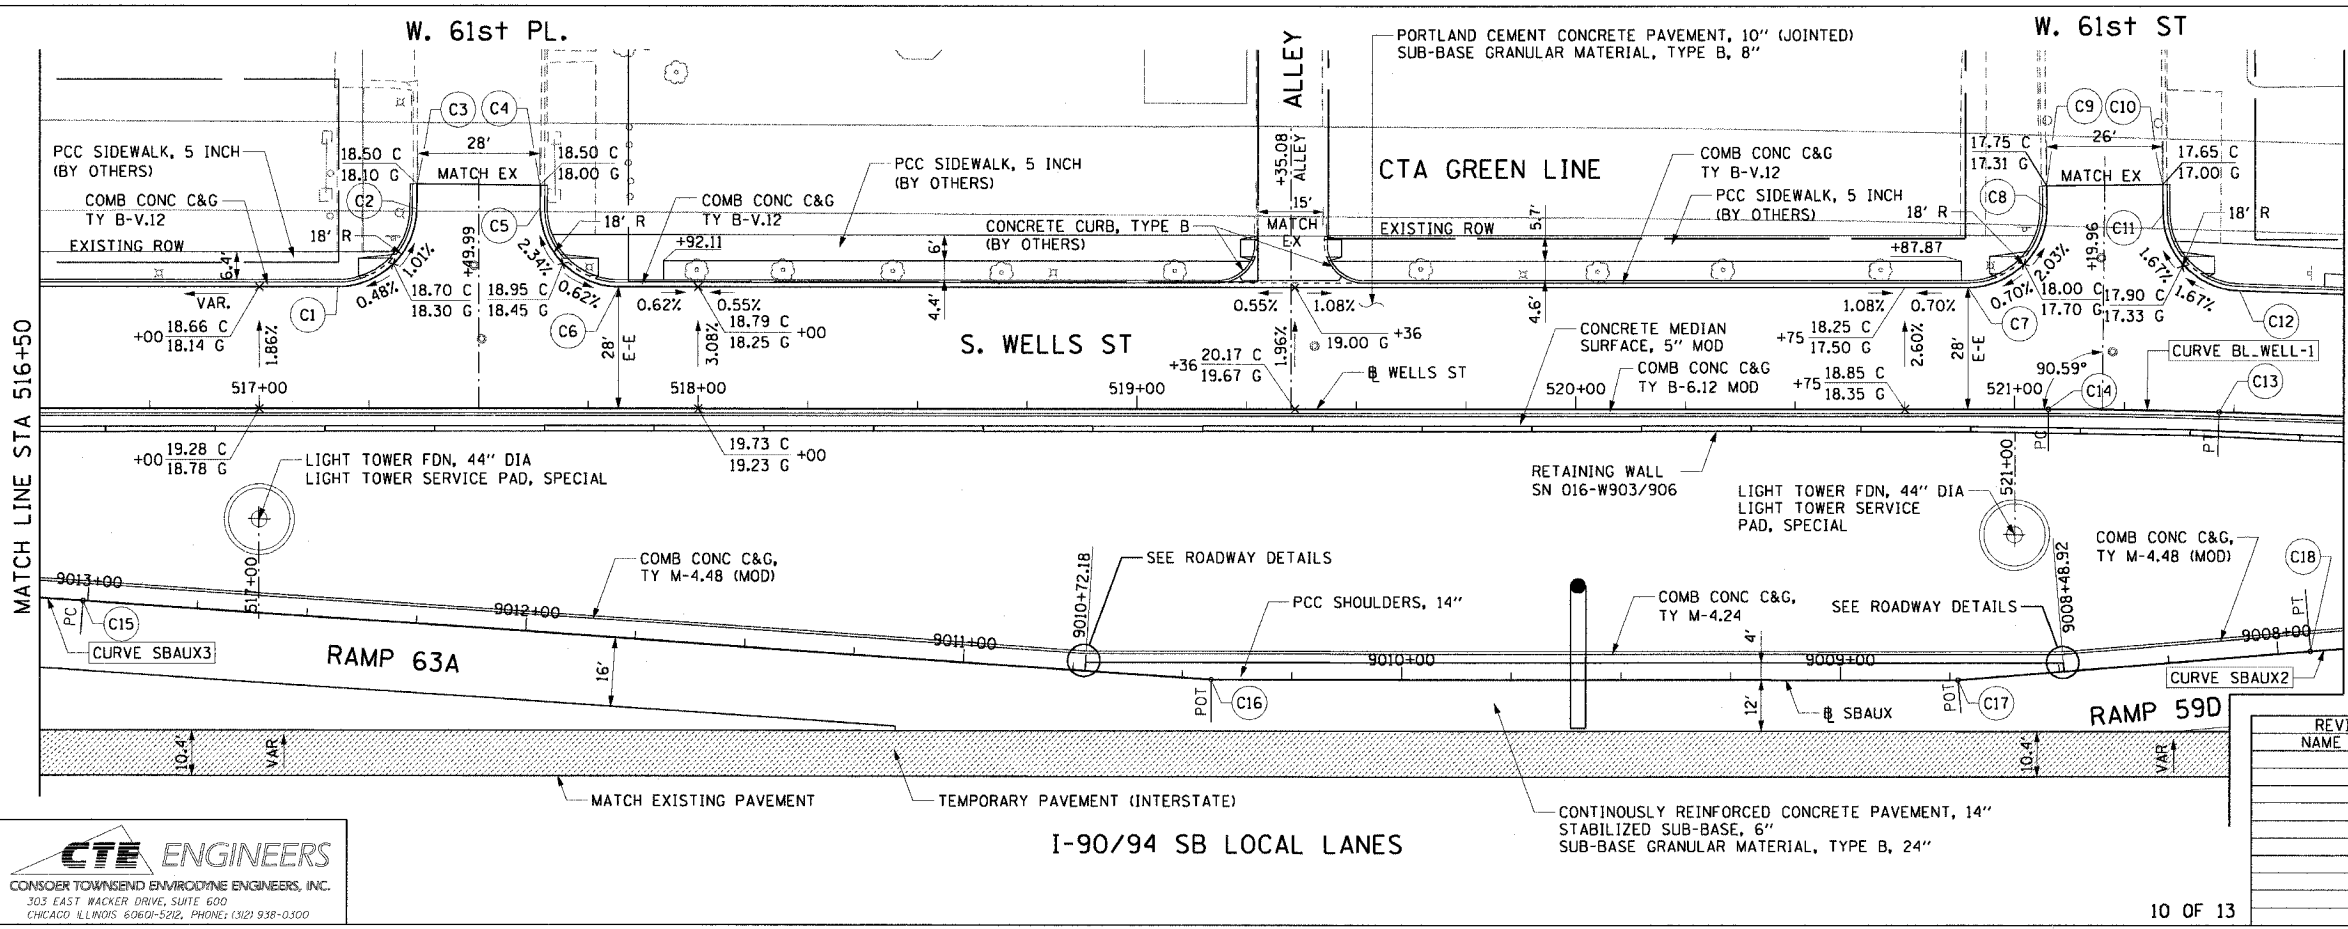 W. 61st PL.
W. 61st ST
PORTLAND CEMENT CONCRETE PAVEMENT, 10" (JOINTED)
SUB-BASE GRANULAR MATERIAL, TYPE B, 8"
ALLEY
+35.08
ALLEY
C3
C4
C9
C10
28'
26'
PCC SIDEWALK, 5 INCH
(BY OTHERS)
18.50 C
18.10 G
18.50 C
18.00 G
MATCH EX
PCC SIDEWALK, 5 INCH
(BY OTHERS)
CTA GREEN LINE
COMB CONC C&G
TY B-V.12
17.75 C
17.31 G
17.65 C
17.00 G
MATCH EX
COMB CONC C&G
TY B-V.12
C2
C5
COMB CONC C&G
TY B-V.12
15'
MATCH
EX
PCC SIDEWALK, 5 INCH
(BY OTHERS)
C8
C11
18' R
18' R
18' R
18' R
EXISTING ROW
CONCRETE CURB, TYPE B
(BY OTHERS)
EXISTING ROW
5.7'
+92.11
6'
+87.87
6.4'
+49.99
+19.96
1.01%
2.34%
2.03%
1.67%
VAR.
0.48%
18.70 C
18.30 G
18.95 C
18.45 G
0.62%
0.62%
0.55%
4.4'
0.55%
1.08%
4.6'
1.08%
0.70%
0.70%
18.00 C
17.70 G
17.90 C
17.33 G
1.67%
C1
C6
C7
C12
+00 18.66 C
18.14 G
1.86%
28'
E-E
3.08%
18.79 C
18.25 G +00
S. WELLS ST
+36 20.17 C
19.67 G
1.96%
19.00 G +36
CONCRETE MEDIAN
SURFACE, 5" MOD
+75 18.25 C
17.50 G
2.60%
28'
E-E
CURVE BL_WELL-1
℄ WELLS ST
COMB CONC C&G
TY B-6.12 MOD
+75 18.85 C
18.35 G
90.59°
C14
C13
517+00
518+00
519+00
520+00
521+00
PC
PT
+00 19.28 C
18.78 G
19.73 C
19.23 G +00
LIGHT TOWER FDN, 44" DIA
LIGHT TOWER SERVICE PAD, SPECIAL
RETAINING WALL
SN 016-W903/906
LIGHT TOWER FDN, 44" DIA
LIGHT TOWER SERVICE
PAD, SPECIAL
521+00
517+00
MATCH LINE STA 516+50
COMB CONC C&G,
TY M-4.48 (MOD)
9010+72.18
SEE ROADWAY DETAILS
PCC SHOULDERS, 14"
COMB CONC C&G,
TY M-4.24
SEE ROADWAY DETAILS
9008+48.92
COMB CONC C&G,
TY M-4.48 (MOD)
C18
9013+00
9012+00
9011+00
9010+00
9009+00
9008+00
PC
C15
CURVE SBAUX3
RAMP 63A
16'
4'
PT
POT
C16
12'
℄ SBAUX
POT
C17
CURVE SBAUX2
RAMP 59D
10.4'
VAR
10.4'
VAR
MATCH EXISTING PAVEMENT
TEMPORARY PAVEMENT (INTERSTATE)
CONTINOUSLY REINFORCED CONCRETE PAVEMENT, 14"
STABILIZED SUB-BASE, 6"
SUB-BASE GRANULAR MATERIAL, TYPE B, 24"
I-90/94 SB LOCAL LANES
REVI
NAME
CTE ENGINEERS
CONSOER TOWNSEND ENVIRODYNE ENGINEERS, INC.
303 EAST WACKER DRIVE, SUITE 600
CHICAGO ILLINOIS 60601-5212, PHONE: (312) 938-0300
10 OF 13